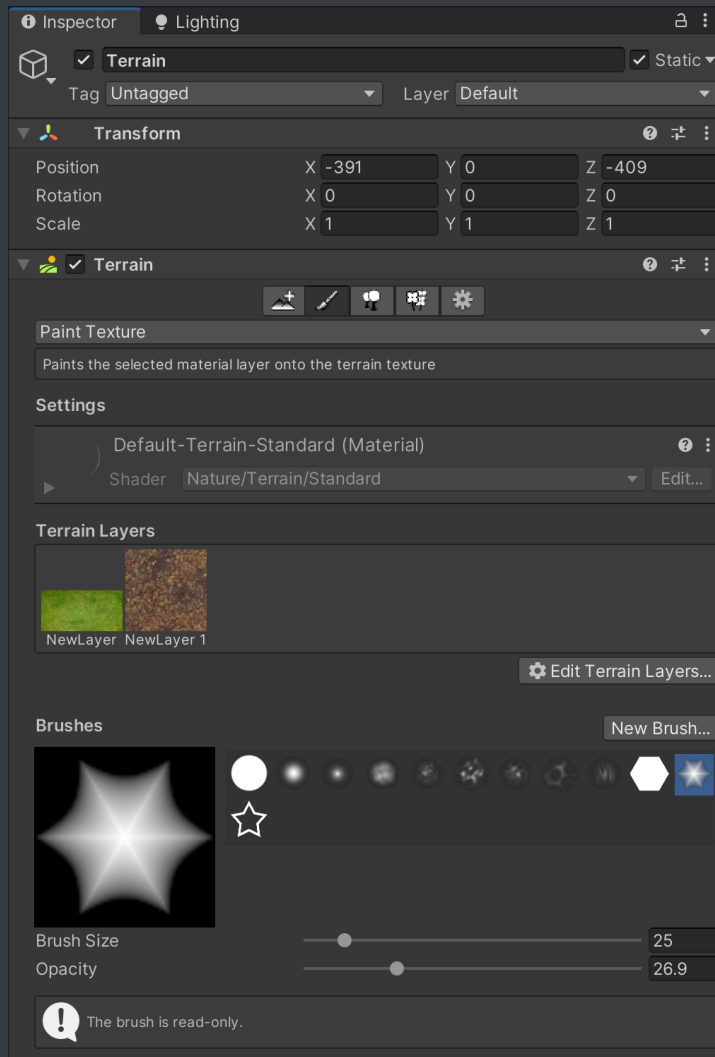 Inspector Lighting
Terrain Static
Tag Untagged Layer Default
Transform
Position X -391 Y 0 Z -409
Rotation X 0 Y 0 Z 0
Scale X 1 Y 1 Z 1
Terrain
Paint Texture
Paints the selected material layer onto the terrain texture
Settings
Default-Terrain-Standard (Material)
Shader Nature/Terrain/Standard Edit...
Terrain Layers
NewLayer NewLayer 1
Edit Terrain Layers...
Brushes New Brush...
Brush Size 25
Opacity 26.9
The brush is read-only.